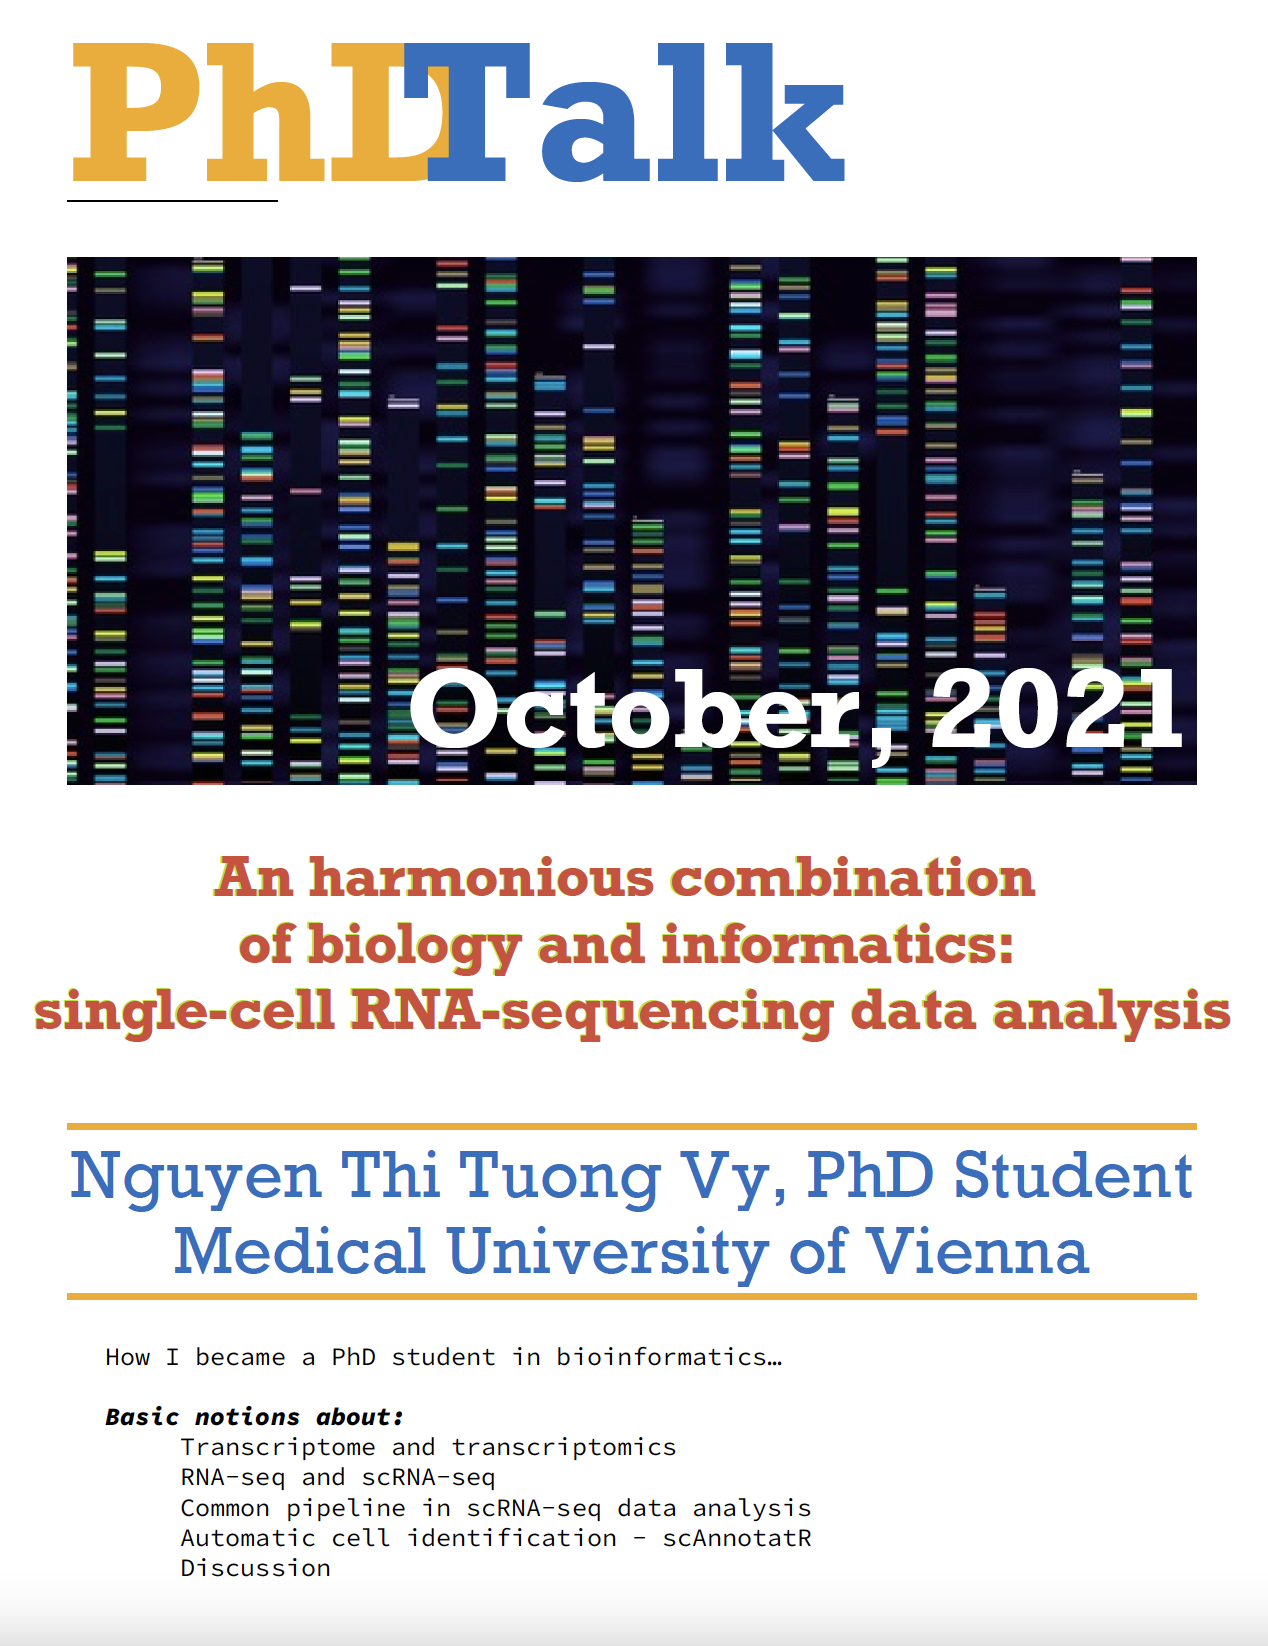 PhDTalk
October, 2021
An harmonious combination
of biology and informatics:
single-cell RNA-sequencing data analysis
Nguyen Thi Tuong Vy, PhD Student
Medical University of Vienna
How I became a PhD student in bioinformatics…
Basic notions about:
Transcriptome and transcriptomics
RNA-seq and scRNA-seq
Common pipeline in scRNA-seq data analysis
Automatic cell identification - scAnnotatR
Discussion